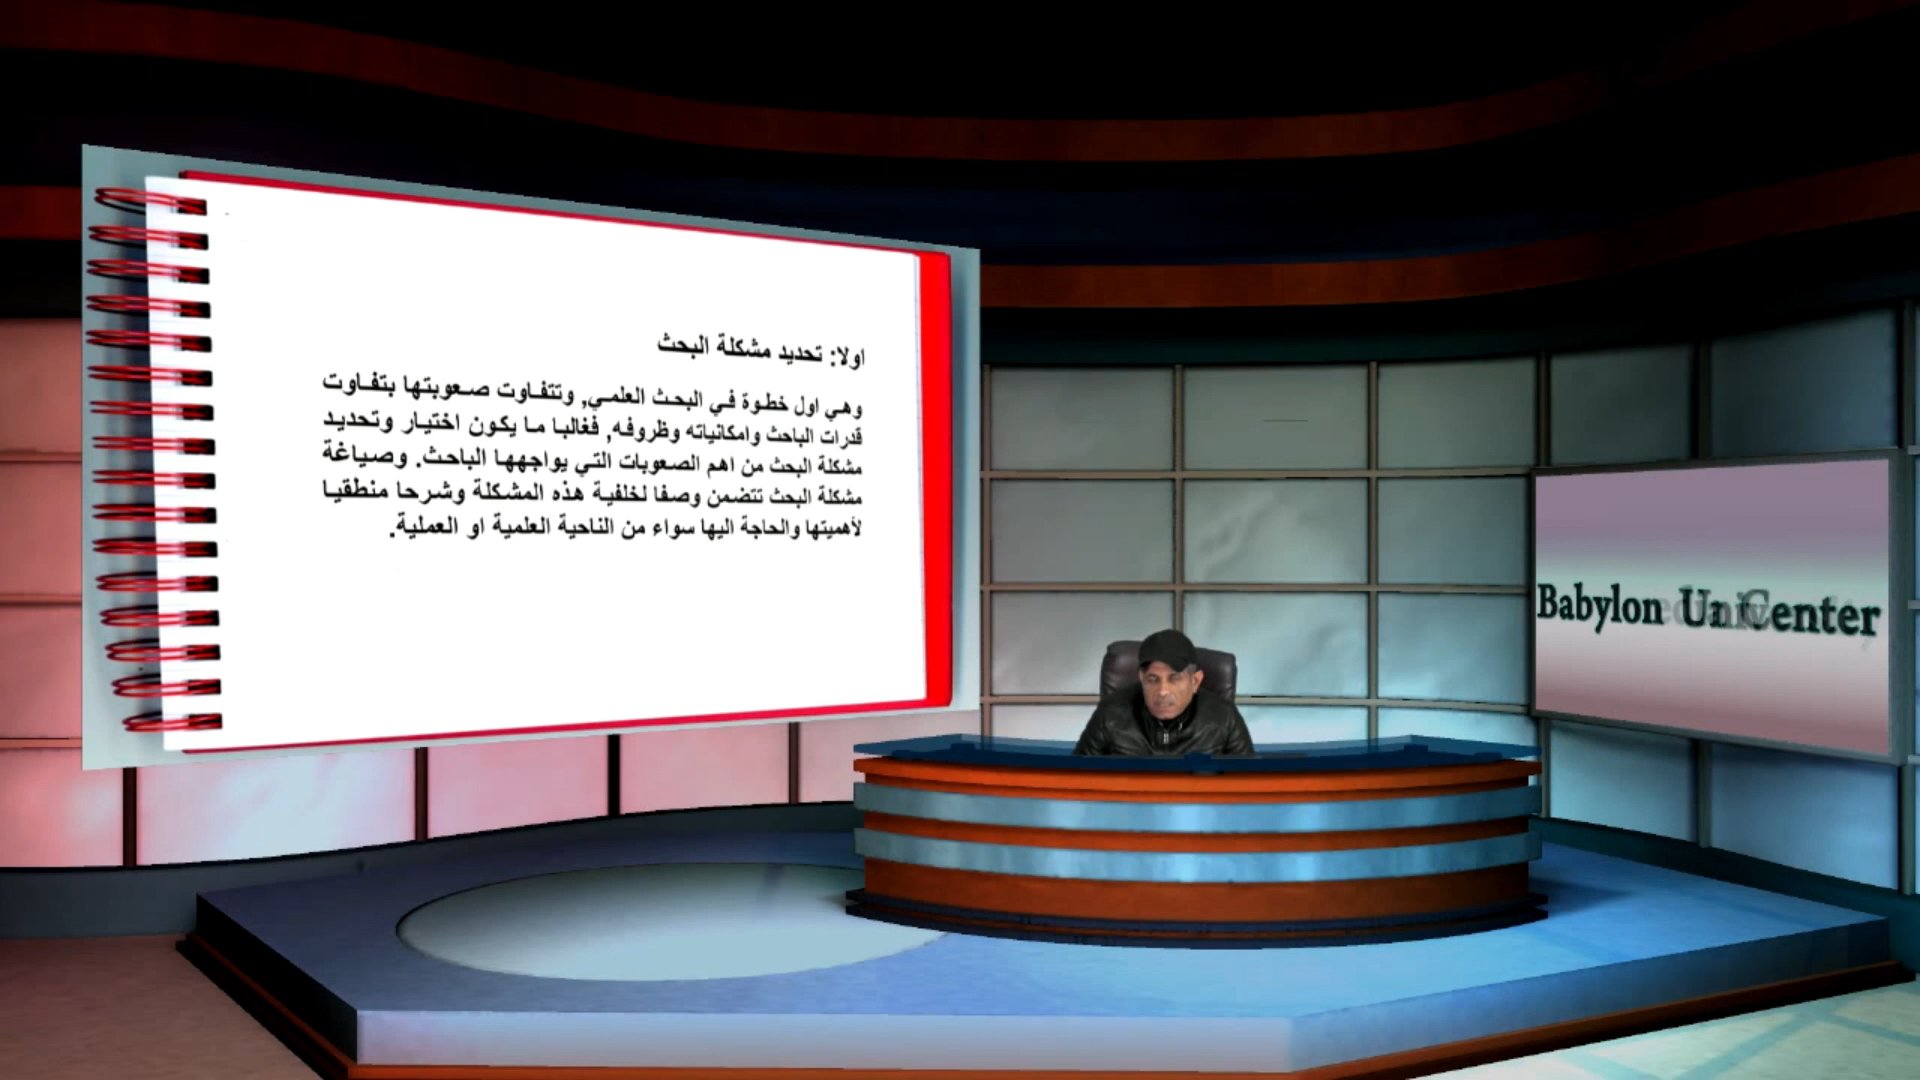 اولا: تحديد مشكلة البحث
وهي اول خطوة في البحث العلمي, وتتفاوت صعوبتها بتفاوت
قدرات الباحث وامكانياته وظروفه, فغالبا ما يكون اختيار وتحديد
مشكلة البحث من اهم الصعوبات التي يواجهها الباحث. وصياغة
مشكلة البحث تتضمن وصفا لخلفية هذه المشكلة وشرحا منطقيا
لأهميتها والحاجة اليها سواء من الناحية العلمية او العملية.
Babylon Center